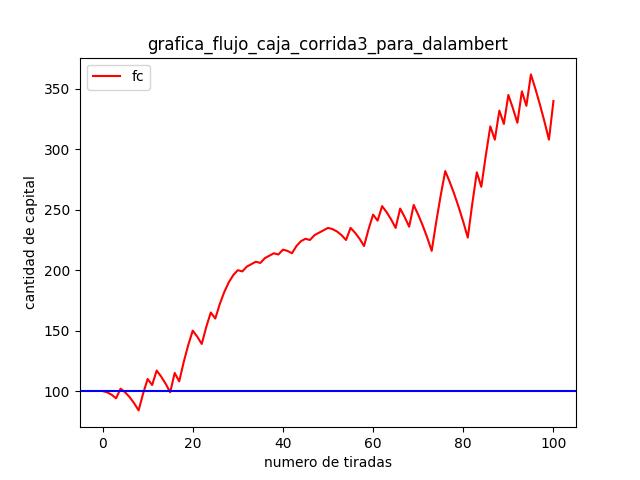 grafica_flujo_caja_corrida3_para_dalambert
fc
350
300
250
200
150
100
cantidad de capital
0 20 40 60 80 100
numero de tiradas